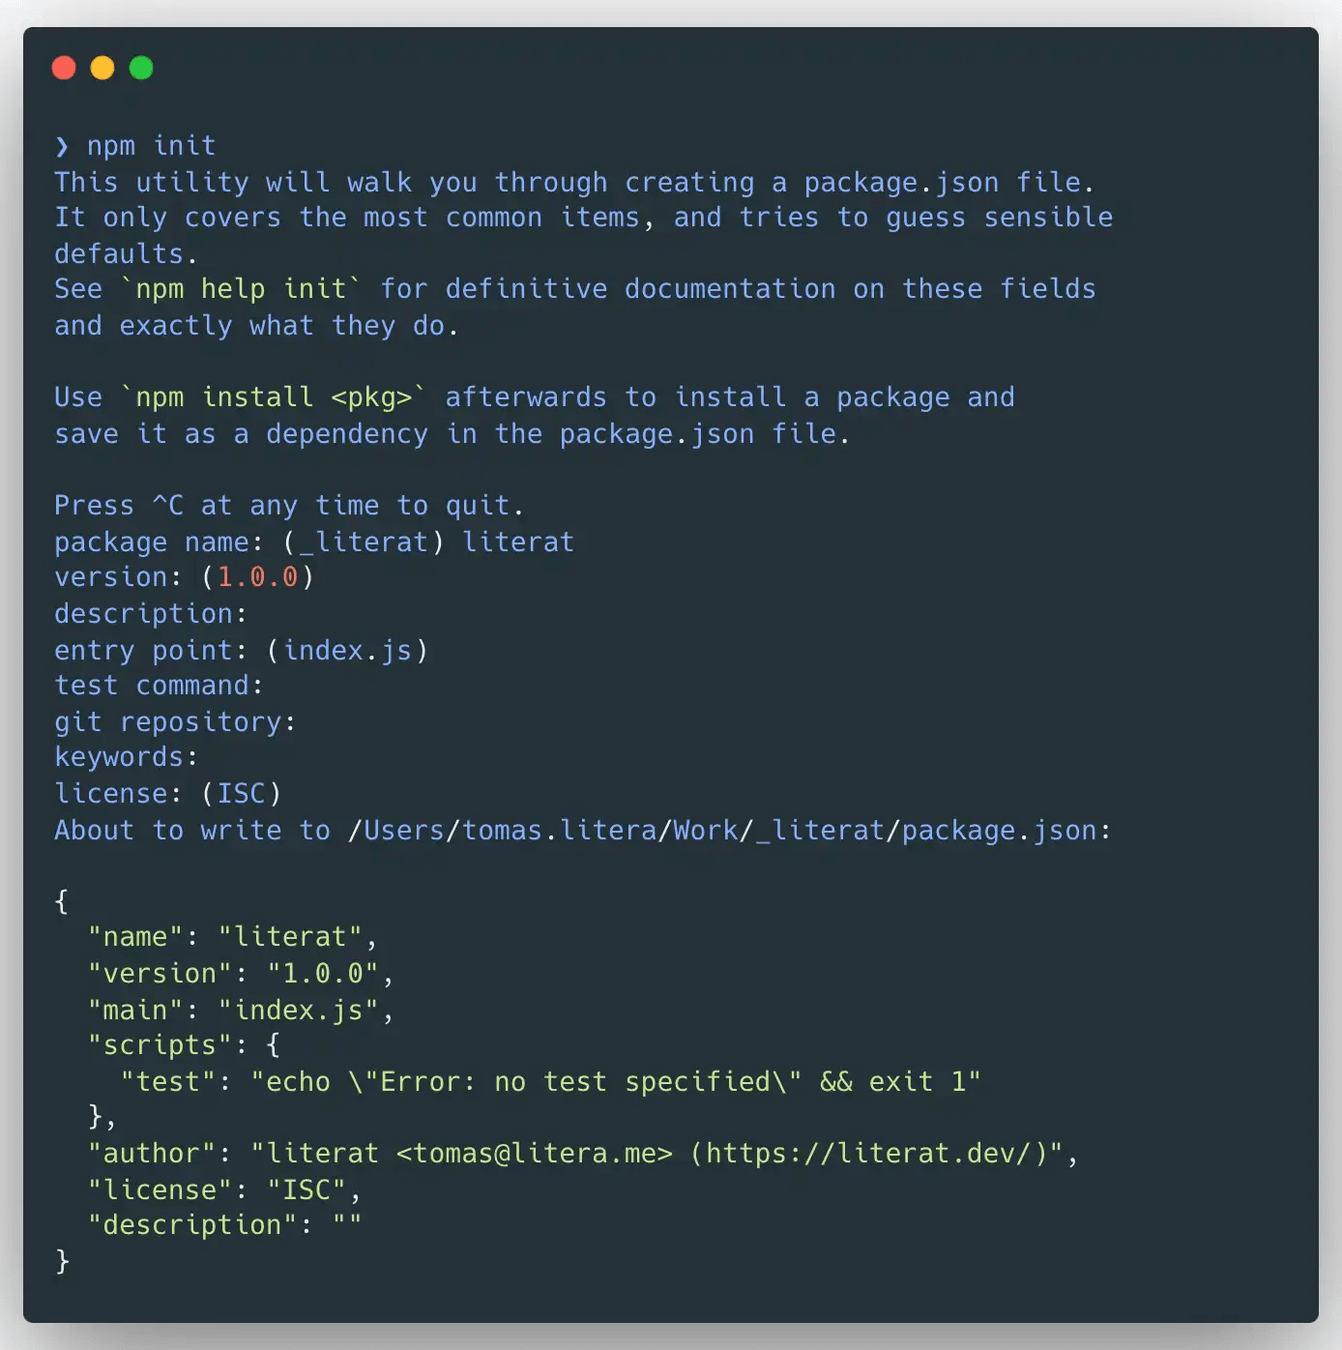 ❯ npm init
This utility will walk you through creating a package.json file.
It only covers the most common items, and tries to guess sensible
defaults.
See `npm help init` for definitive documentation on these fields
and exactly what they do.

Use `npm install <pkg>` afterwards to install a package and
save it as a dependency in the package.json file.

Press ^C at any time to quit.
package name: (_literat) literat
version: (1.0.0)
description:
entry point: (index.js)
test command:
git repository:
keywords:
license: (ISC)
About to write to /Users/tomas.litera/Work/_literat/package.json:

{
  "name": "literat",
  "version": "1.0.0",
  "main": "index.js",
  "scripts": {
    "test": "echo \"Error: no test specified\" && exit 1"
  },
  "author": "literat <tomas@litera.me> (https://literat.dev/)",
  "license": "ISC",
  "description": ""
}